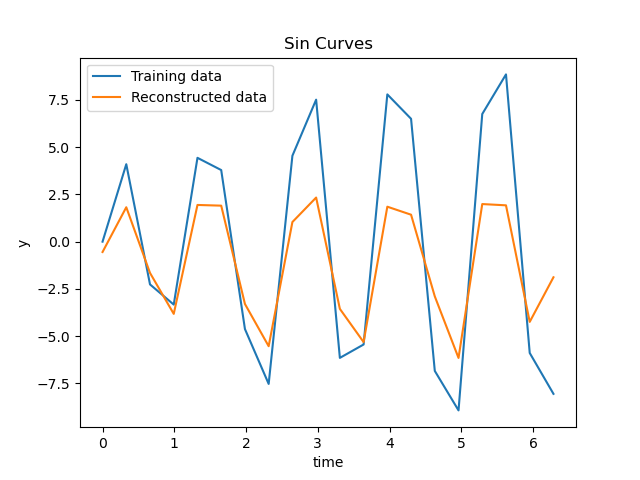 Sin Curves
Training data
Reconstructed data
7.5
5.0
2.5
0.0
−2.5
−5.0
−7.5
y
0 1 2 3 4 5 6
time